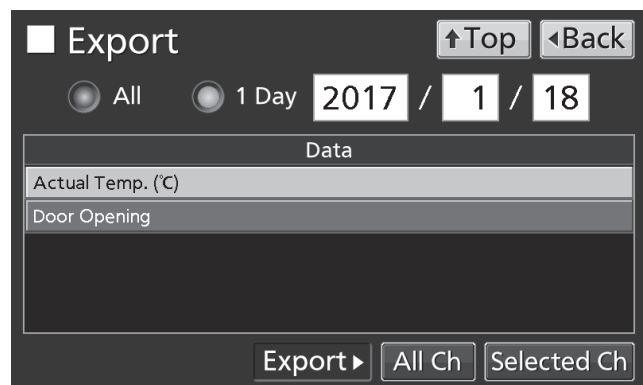 Export ↑Top ◂Back
All 1 Day 2017 / 1 / 18
Data
Actual Temp. (℃)
Door Opening
Export▸ All Ch Selected Ch